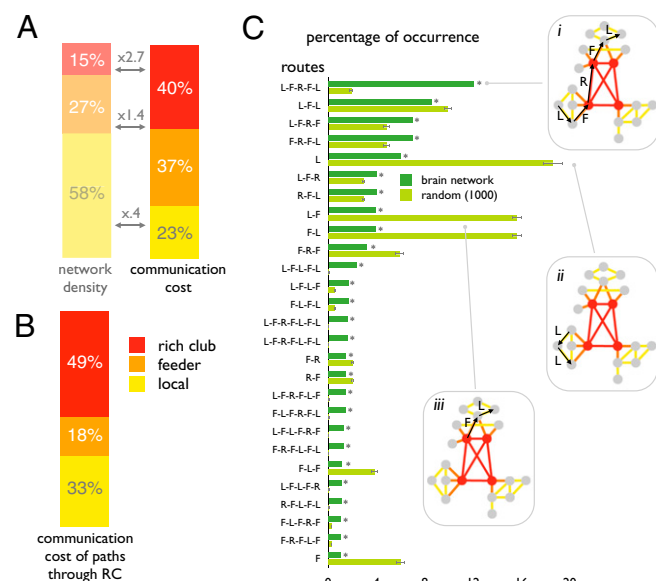 A
15%
27%
58%
network
density
x2.7
x1.4
x.4
40%
37%
23%
communication
cost
B
49%
18%
33%
communication
cost of paths
through RC
rich club
feeder
local
C
percentage of occurrence
routes
L-F-R-F-L
L-F-L
L-F-R-F
F-R-F-L
L
L-F-R
R-F-L
L-F
F-L
F-R-F
L-F-L-F-L
L-F-L-F
F-L-F-L
L-F-R-F-L-F-L
L-F-R-F-L-F-L
F-R
R-F
L-F-R-F-L-F
F-L-F-R-F-L
L-F-L-F-R-F
F-R-F-L-F-L
F-L-F
L-F-L-F-R
R-F-L-F-L
F-L-F-R-F
F-R-F-L-F
F
* * * * * * * * * * * * * * * * * * * * * * * * * * *
brain network
random (1000)
0 4 8 12 16 20
i
L
F
R
L
F
ii
L
L
iii
L
F